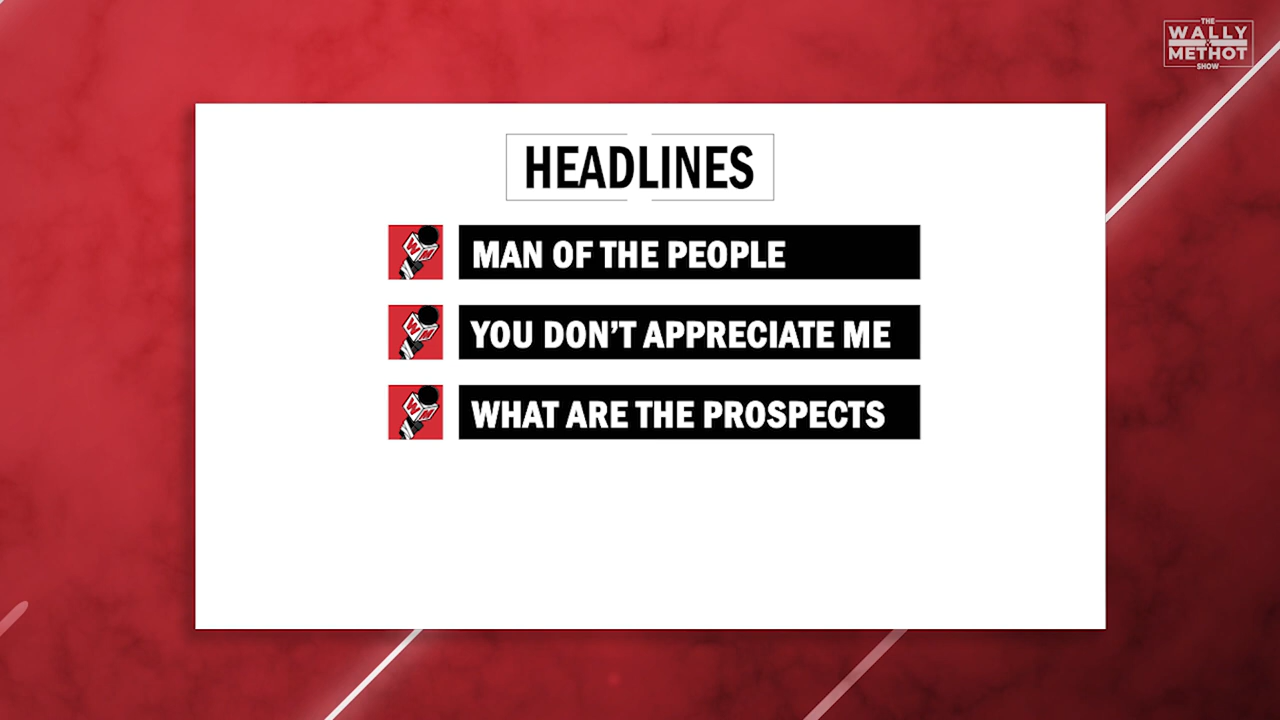 THE
WALLY
&
METHOT
SHOW
HEADLINES
MAN OF THE PEOPLE
YOU DON'T APPRECIATE ME
WHAT ARE THE PROSPECTS